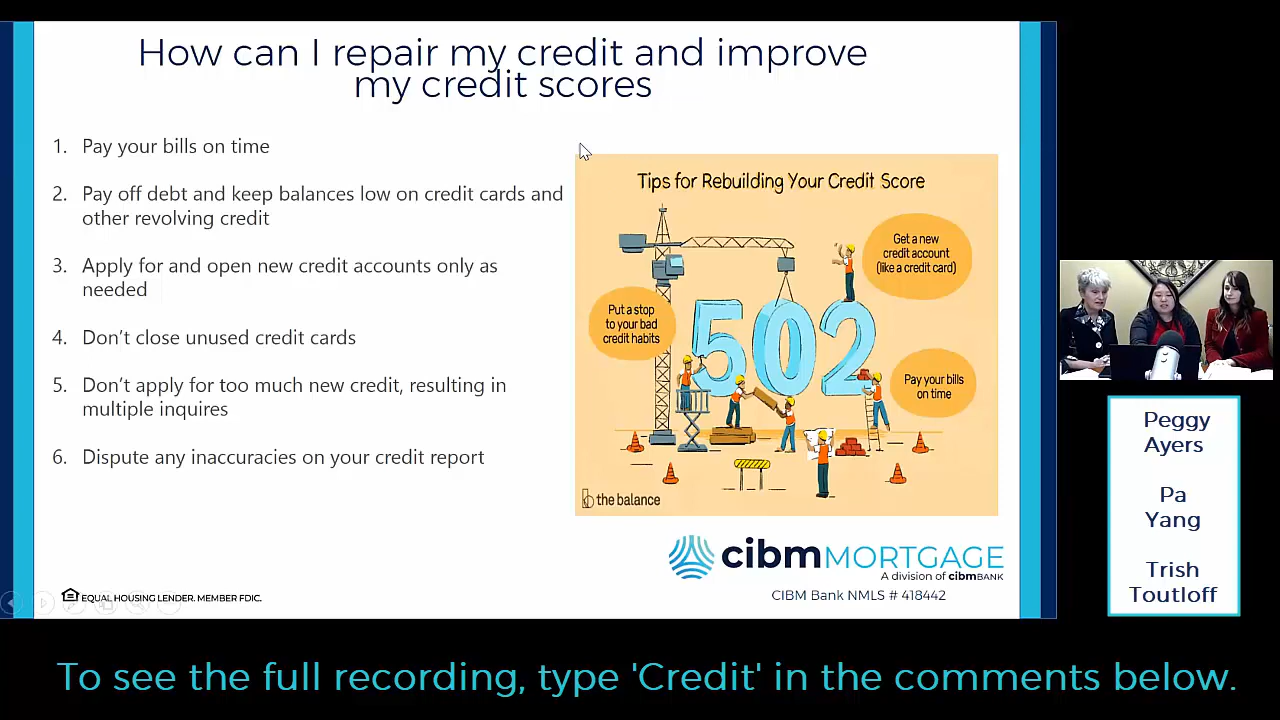 How can I repair my credit and improve
my credit scores
1. Pay your bills on time
2. Pay off debt and keep balances low on credit cards and
other revolving credit
3. Apply for and open new credit accounts only as
needed
4. Don't close unused credit cards
5. Don't apply for too much new credit, resulting in
multiple inquires
6. Dispute any inaccuracies on your credit report
Tips for Rebuilding Your Credit Score
Get a new
credit account
(like a credit card)
Put a stop
to your bad
credit habits
502
Pay your bills
on time
the balance
cibm MORTGAGE
A division of cibm BANK
CIBM Bank NMLS # 418442
EQUAL HOUSING LENDER. MEMBER FDIC.
Peggy
Ayers
Pa
Yang
Trish
Toutloff
To see the full recording, type 'Credit' in the comments below.